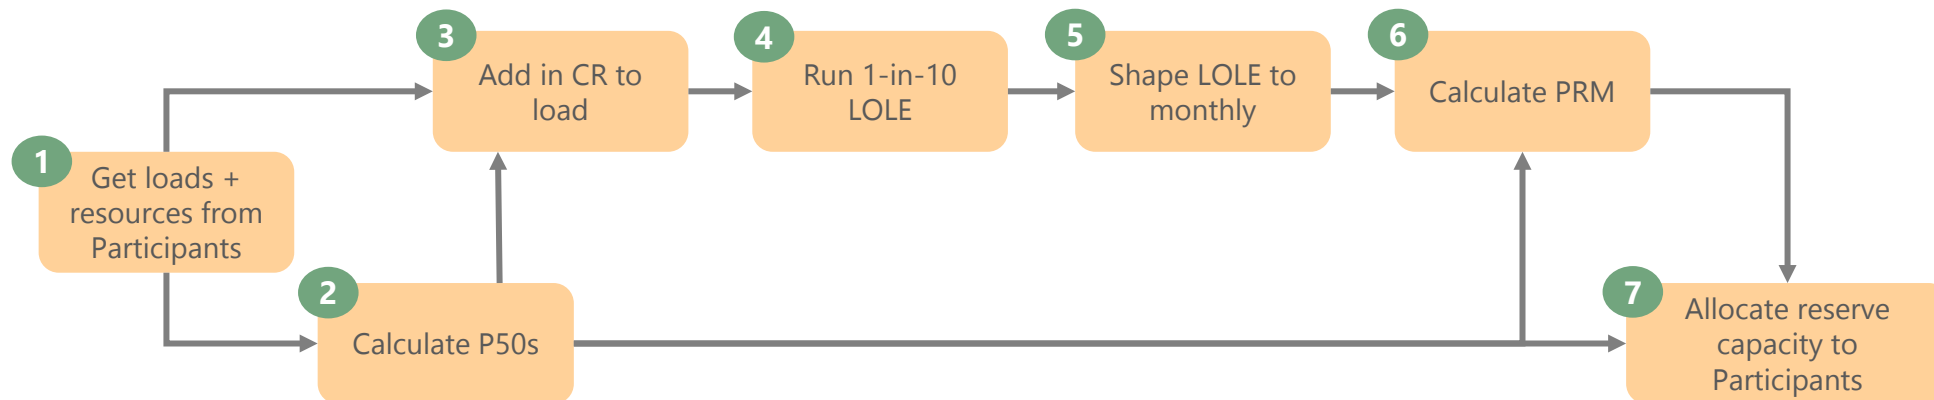 1
Get loads +
resources from
Participants
2
Calculate P50s
3
Add in CR to
load
4
Run 1-in-10
LOLE
5
Shape LOLE to
monthly
6
Calculate PRM
7
Allocate reserve
capacity to
Participants